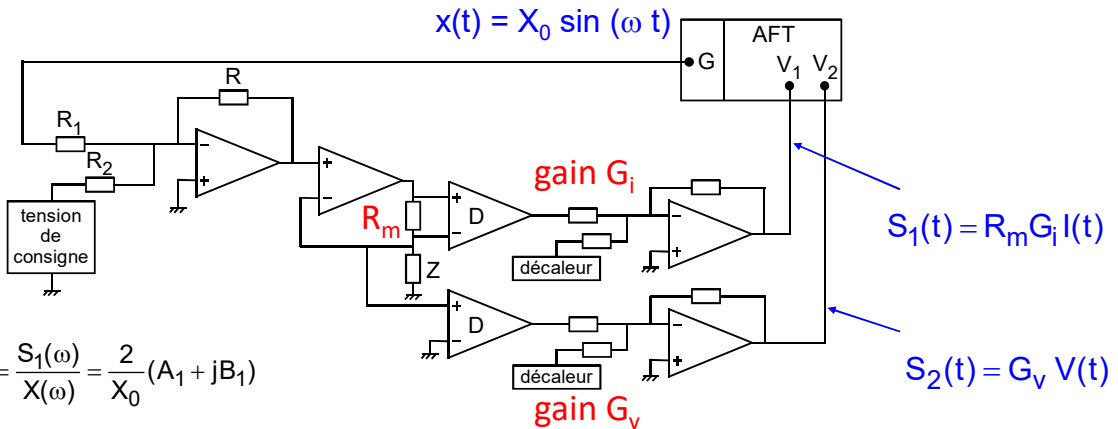 x(t) = X₀ sin (ω t)
AFT
G
V₁ V₂
R
R₁
R₂
tension
de
consigne
−
+
+
−
Rₘ
Z
+
D
−
+
D
−
gain Gᵢ
décaleur
−
+
décaleur
−
+
gain Gᵥ
S₁(t) = RₘGᵢ I(t)
S₂(t) = Gᵥ V(t)
= S₁(ω)/X(ω) = 2/X₀ (A₁ + jB₁)